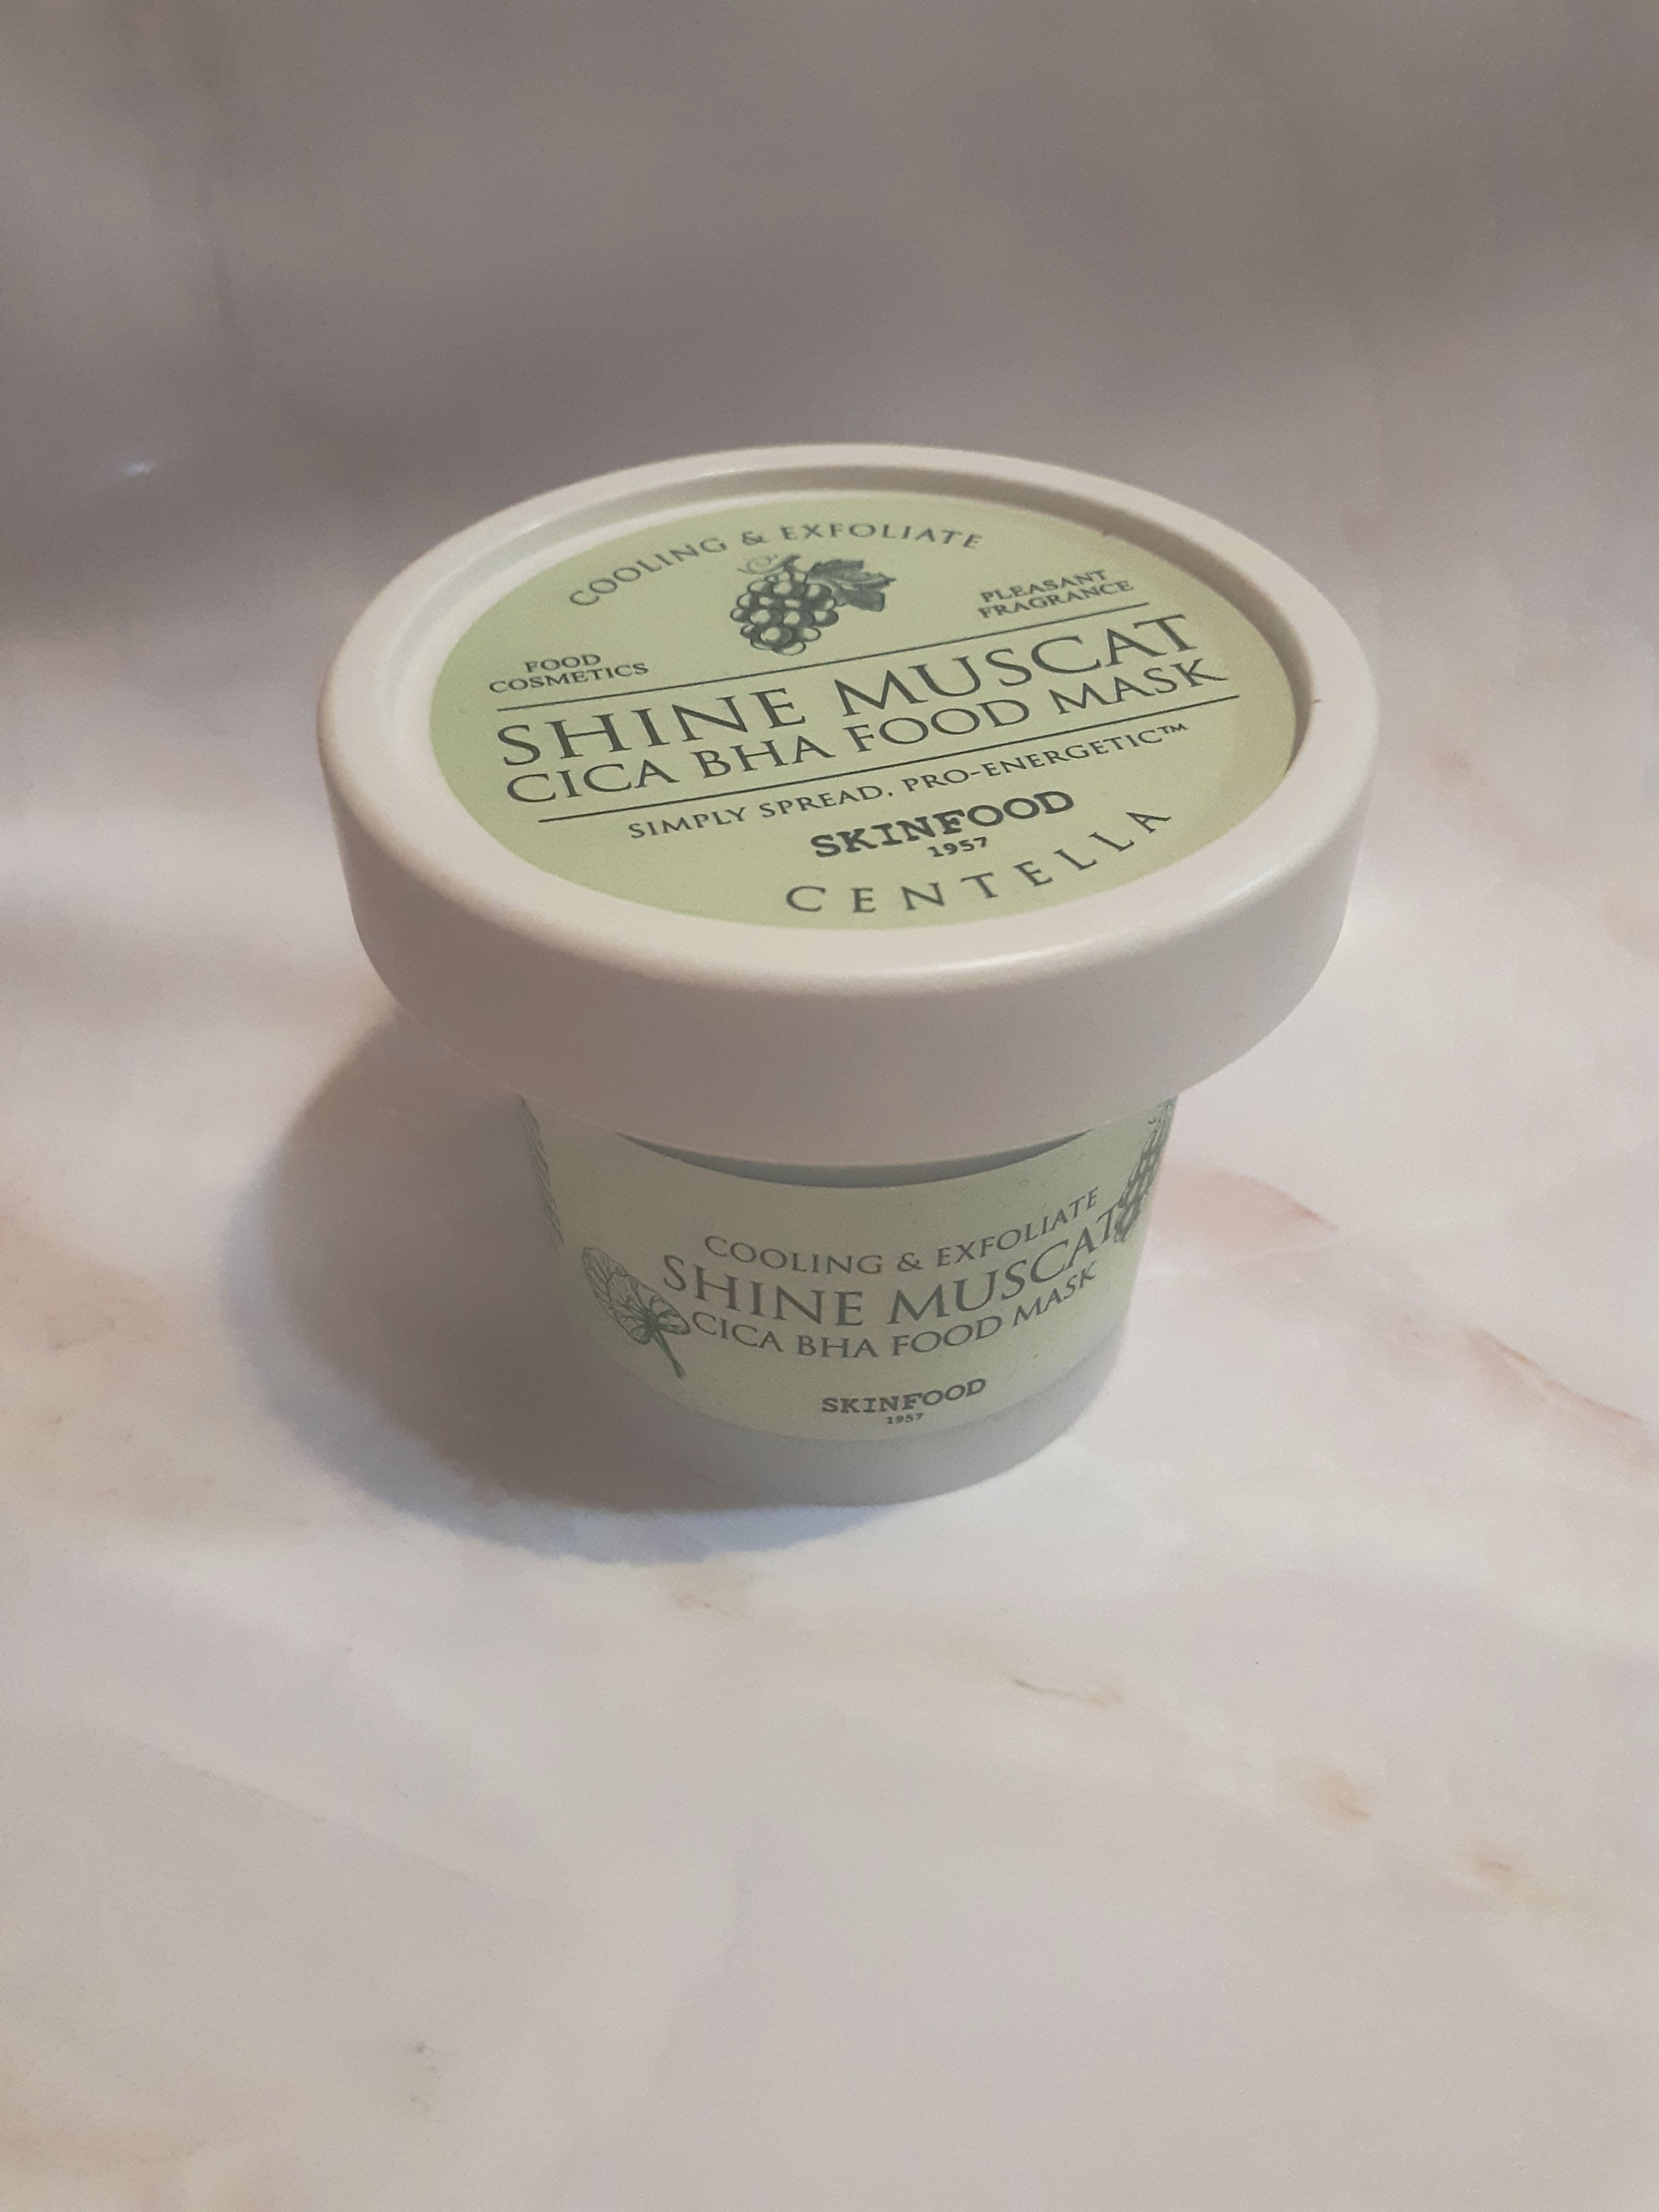 COOLING & EXFOLIATE
PLEASANT
FRAGRANCE
FOOD
COSMETICS
SHINE MUSCAT
CICA BHA FOOD MASK
SIMPLY SPREAD, PRO-ENERGETIC™
SKINFOOD
1957
CENTELLA
COOLING & EXFOLIATE
SHINE MUSCAT
CICA BHA FOOD MASK
SKINFOOD
1957